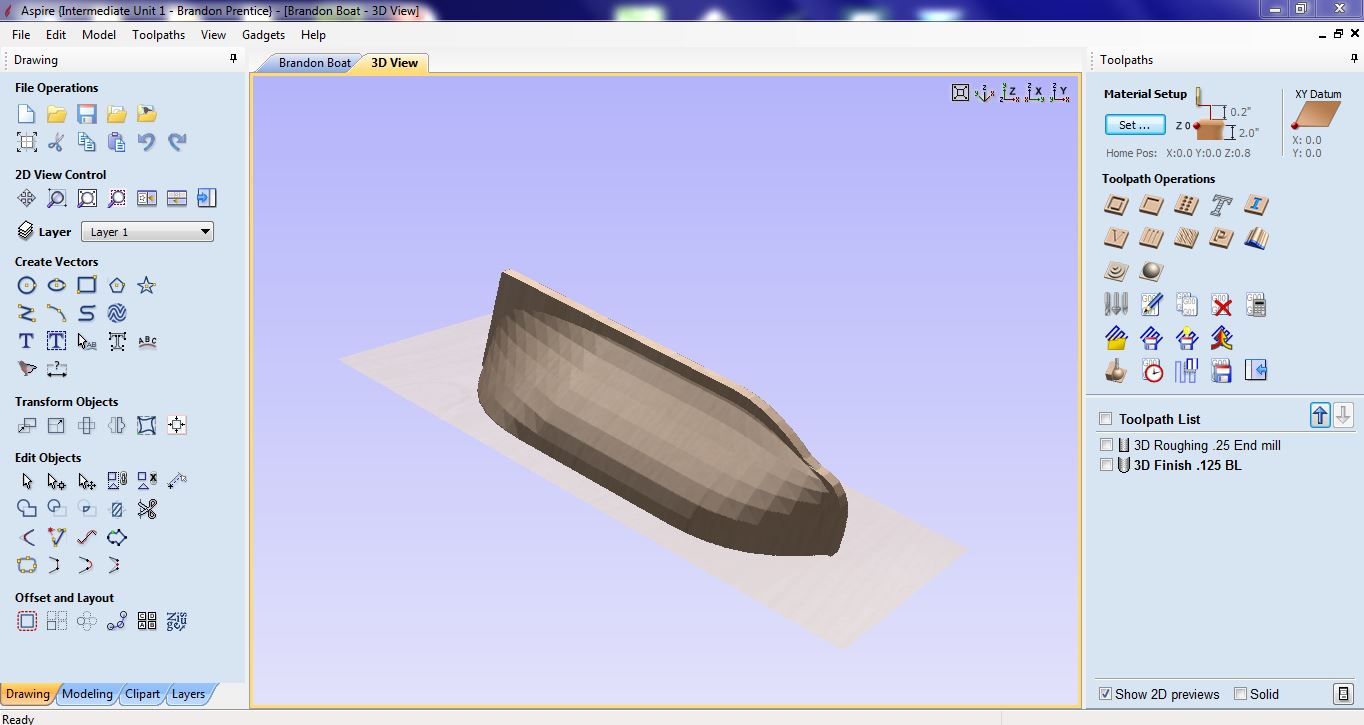 Aspire {Intermediate Unit 1 - Brandon Prentice} - [Brandon Boat - 3D View]
File Edit Model Toolpaths View Gadgets Help
Drawing
File Operations
2D View Control
Layer Layer 1
Create Vectors
Transform Objects
Edit Objects
Offset and Layout
Drawing Modeling Clipart Layers
Ready
Brandon Boat 3D View
Z X Y
Toolpaths
Material Setup
Set ...
Z 0
0.2"
2.0"
Home Pos: X:0.0 Y:0.0 Z:0.8
XY Datum
X: 0.0
Y: 0.0
Toolpath Operations
Toolpath List
3D Roughing .25 End mill
3D Finish .125 BL
Show 2D previews Solid